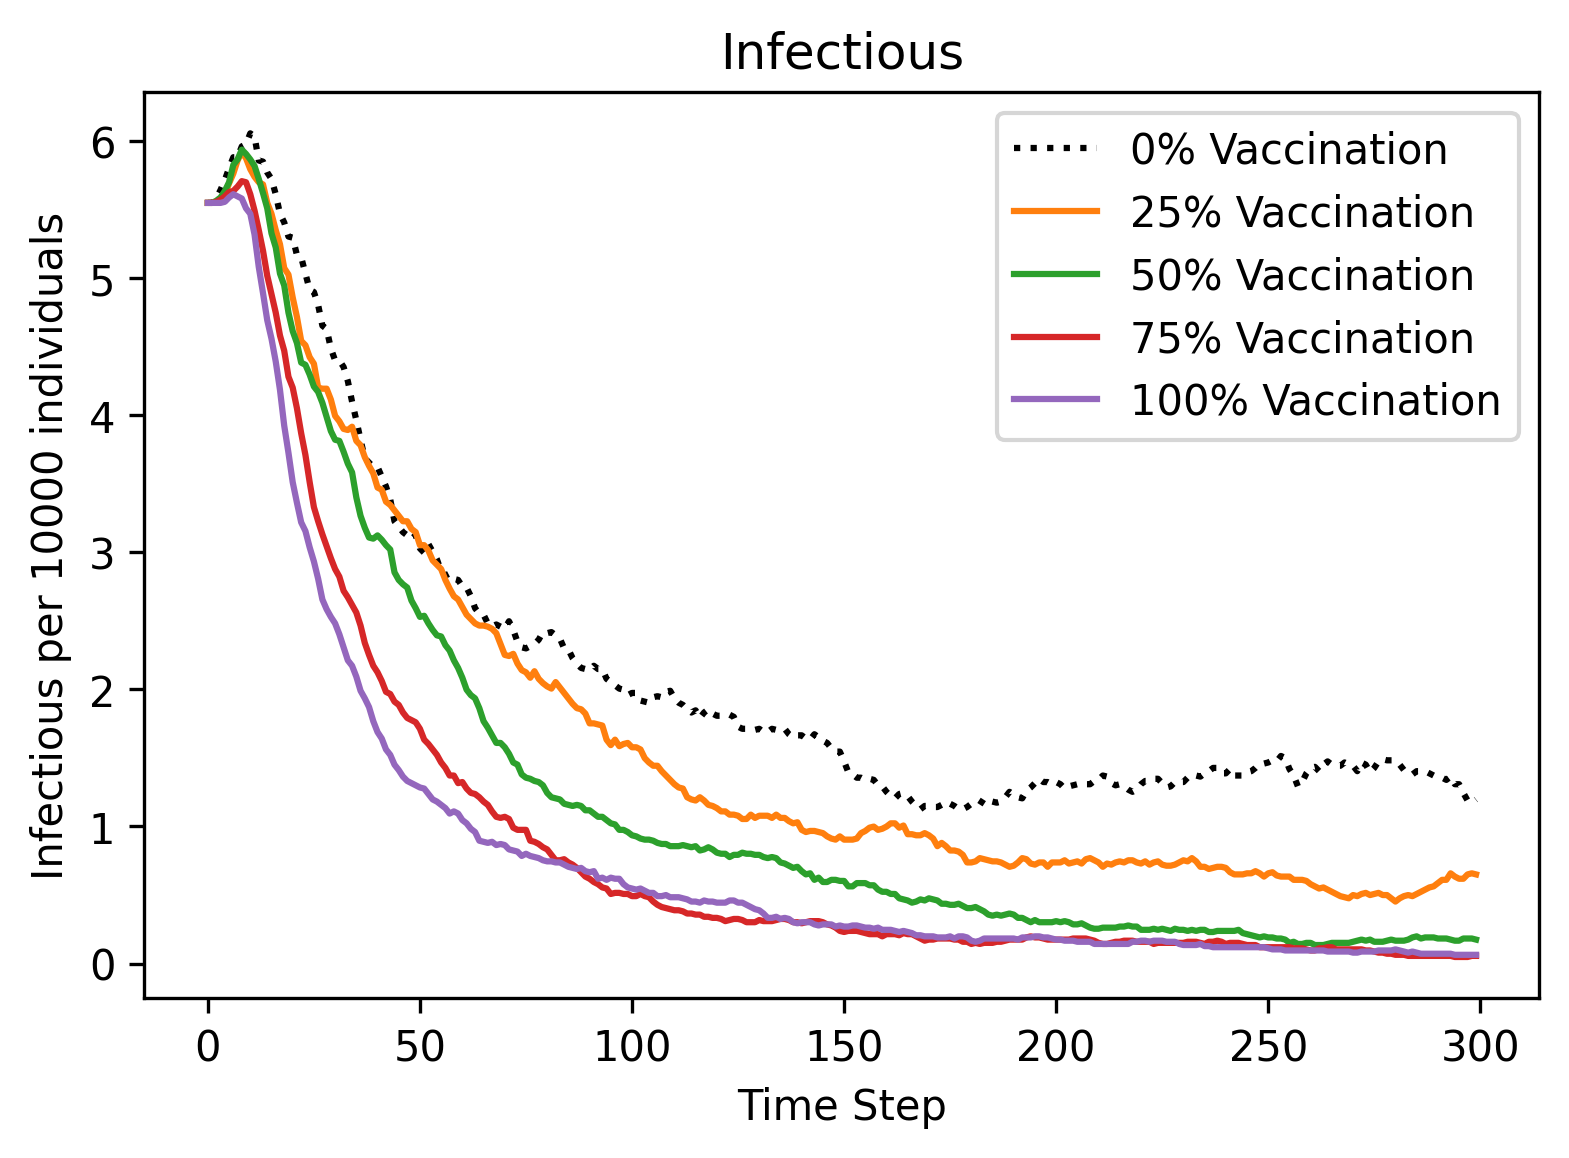 Infectious
0% Vaccination
25% Vaccination
50% Vaccination
75% Vaccination
100% Vaccination
Infectious per 10000 individuals
6
5
4
3
2
1
0
0 50 100 150 200 250 300
Time Step